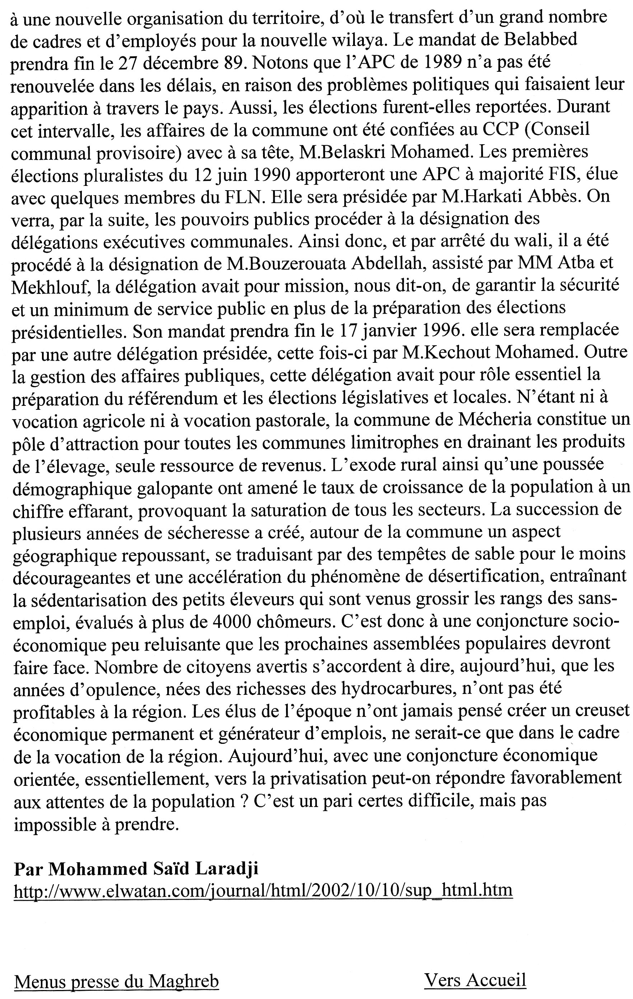 à une nouvelle organisation du territoire, d’où le transfert d’un grand nombre
de cadres et d’employés pour la nouvelle wilaya. Le mandat de Belabbed
prendra fin le 27 décembre 89. Notons que l’APC de 1989 n’a pas été
renouvelée dans les délais, en raison des problèmes politiques qui faisaient leur
apparition à travers le pays. Aussi, les élections furent-elles reportées. Durant
cet intervalle, les affaires de la commune ont été confiées au CCP (Conseil
communal provisoire) avec à sa tête, M.Belaskri Mohamed. Les premières
élections pluralistes du 12 juin 1990 apporteront une APC à majorité FIS, élue
avec quelques membres du FLN. Elle sera présidée par M.Harkati Abbès. On
verra, par la suite, les pouvoirs publics procéder à la désignation des
délégations exécutives communales. Ainsi donc, et par arrêté du wali, il a été
procédé à la désignation de M.Bouzerouata Abdellah, assisté par MM Atba et
Mekhlouf, la délégation avait pour mission, nous dit-on, de garantir la sécurité
et un minimum de service public en plus de la préparation des élections
présidentielles. Son mandat prendra fin le 17 janvier 1996. elle sera remplacée
par une autre délégation présidée, cette fois-ci par M.Kechout Mohamed. Outre
la gestion des affaires publiques, cette délégation avait pour rôle essentiel la
préparation du référendum et les élections législatives et locales. N’étant ni à
vocation agricole ni à vocation pastorale, la commune de Mécheria constitue un
pôle d’attraction pour toutes les communes limitrophes en drainant les produits
de l’élevage, seule ressource de revenus. L’exode rural ainsi qu’une poussée
démographique galopante ont amené le taux de croissance de la population à un
chiffre effarant, provoquant la saturation de tous les secteurs. La succession de
plusieurs années de sécheresse a créé, autour de la commune un aspect
géographique repoussant, se traduisant par des tempêtes de sable pour le moins
décourageantes et une accélération du phénomène de désertification, entraînant
la sédentarisation des petits éleveurs qui sont venus grossir les rangs des sans-
emploi, évalués à plus de 4000 chômeurs. C’est donc à une conjoncture socio-
économique peu reluisante que les prochaines assemblées populaires devront
faire face. Nombre de citoyens avertis s’accordent à dire, aujourd’hui, que les
années d’opulence, nées des richesses des hydrocarbures, n’ont pas été
profitables à la région. Les élus de l’époque n’ont jamais pensé créer un creuset
économique permanent et générateur d’emplois, ne serait-ce que dans le cadre
de la vocation de la région. Aujourd’hui, avec une conjoncture économique
orientée, essentiellement, vers la privatisation peut-on répondre favorablement
aux attentes de la population ? C’est un pari certes difficile, mais pas
impossible à prendre.
Par Mohammed Saïd Laradji
http://www.elwatan.com/journal/html/2002/10/10/sup_html.htm
Menus presse du Maghreb Vers Accueil